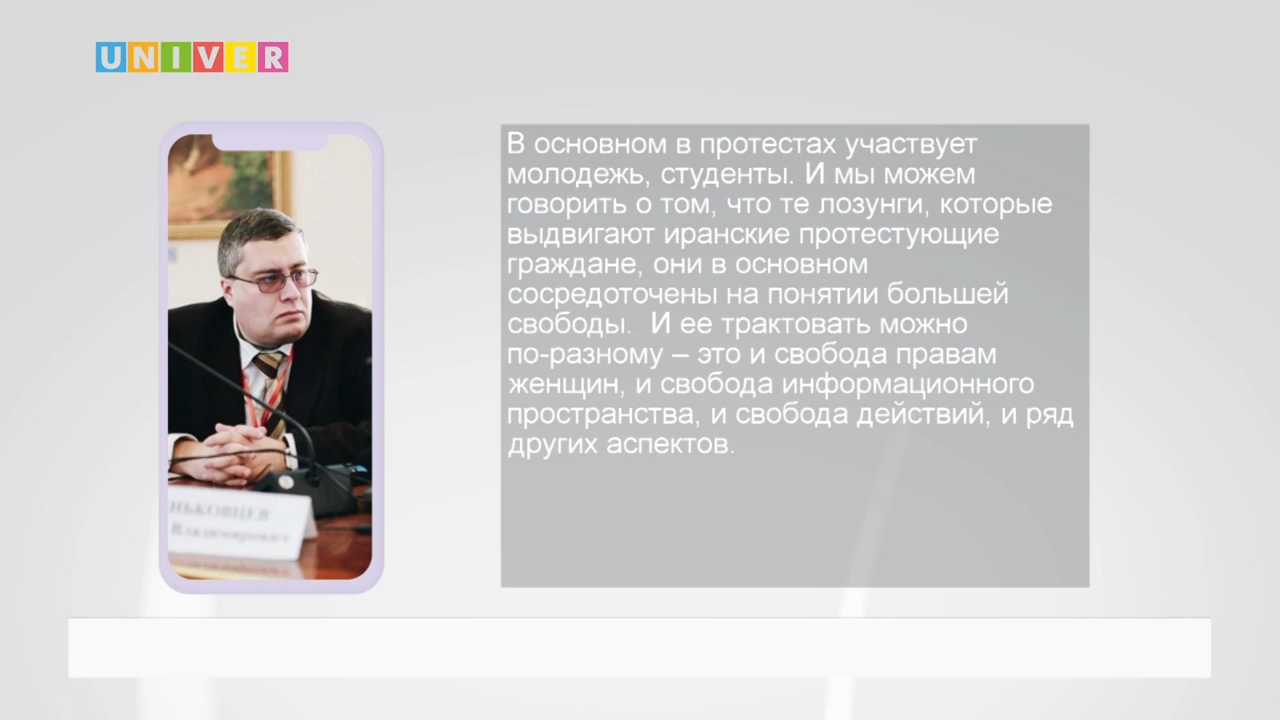 UNIVER
В основном в протестах участвует
молодежь, студенты. И мы можем
говорить о том, что те лозунги, которые
выдвигают иранские протестующие
граждане, они в основном
сосредоточены на понятии большей
свободы.  И ее трактовать можно
по-разному – это и свобода правам
женщин, и свобода информационного
пространства, и свобода действий, и ряд
других аспектов.
НЬКОВЦЕВ
Владимирович